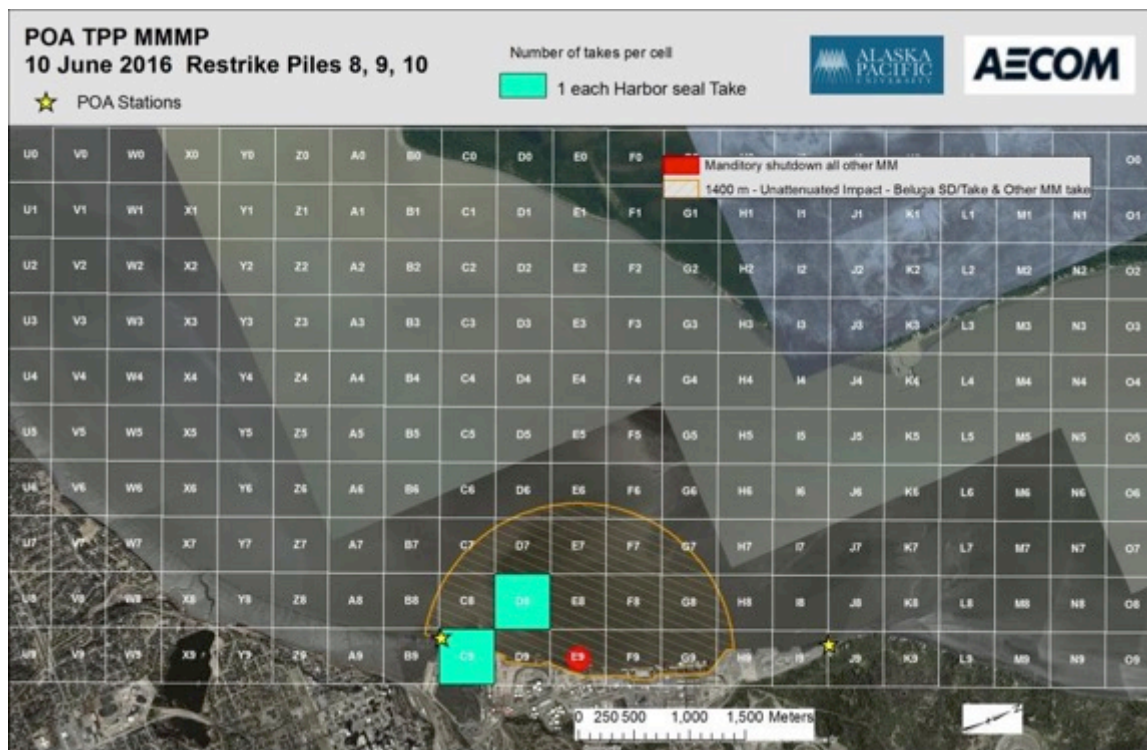 POA TPP MMMP
10 June 2016 Restrike Piles 8, 9, 10
POA Stations
Number of takes per cell
1 each Harbor seal Take
ALASKA
PACIFIC
UNIVERSITY
AECOM
U0 V0 W0 X0 Y0 Z0 A0 B0 C0 D0 E0 F0 O0
Manditory shutdown all other MM
1400 m - Unattenuated Impact - Beluga SD/Take & Other MM take
U1 V1 W1 X1 Y1 Z1 A1 B1 C1 D1 E1 F1 G1 H1 I1 J1 K1 L1 M1 N1 O1
U2 V2 W2 X2 Y2 Z2 A2 B2 C2 D2 E2 F2 G2 H2 I2 J2 K2 L2 M2 N2 O2
U3 V3 W3 X3 Y3 Z3 A3 B3 C3 D3 E3 F3 G3 H3 I3 J3 K3 L3 M3 N3 O3
U4 V4 W4 X4 Y4 Z4 A4 B4 C4 D4 E4 F4 G4 H4 I4 J4 K4 L4 M4 N4 O4
U5 V5 W5 X5 Y5 Z5 A5 B5 C5 D5 E5 F5 G5 H5 I5 J5 K5 L5 M5 N5 O5
U6 V6 W6 X6 Y6 Z6 A6 B6 C6 D6 E6 F6 G6 H6 I6 J6 K6 L6 M6 N6 O6
U7 V7 W7 X7 Y7 Z7 A7 B7 C7 D7 E7 F7 G7 H7 I7 J7 K7 L7 M7 N7 O7
U8 V8 W8 X8 Y8 Z8 A8 B8 C8 D8 E8 F8 G8 H8 I8 J8 K8 L8 M8 N8 O8
U9 V9 W9 X9 Y9 Z9 A9 B9 C9 D9 E9 F9 G9 H9 I9 J9 K9 L9 M9 N9 O9
0 250 500 1,000 1,500 Meters